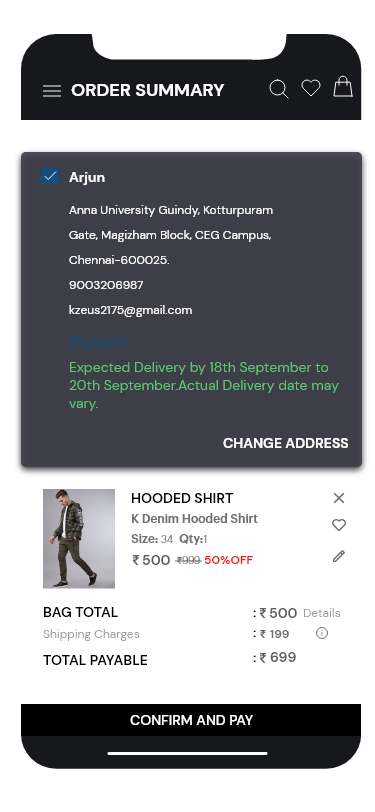 ORDER SUMMARY
Arjun
Anna University Guindy, Kotturpuram
Gate, Magizham Block, CEG Campus,
Chennai-600025.
9003206987
kzeus2175@gmail.com
Expected Delivery by 18th September to
20th September.Actual Delivery date may
vary.
CHANGE ADDRESS
HOODED SHIRT
K Denim Hooded Shirt
Size: 34 Qty:1
₹ 500 ₹999 50%OFF
BAG TOTAL : ₹ 500 Details
Shipping Charges : ₹ 199
TOTAL PAYABLE : ₹ 699
CONFIRM AND PAY